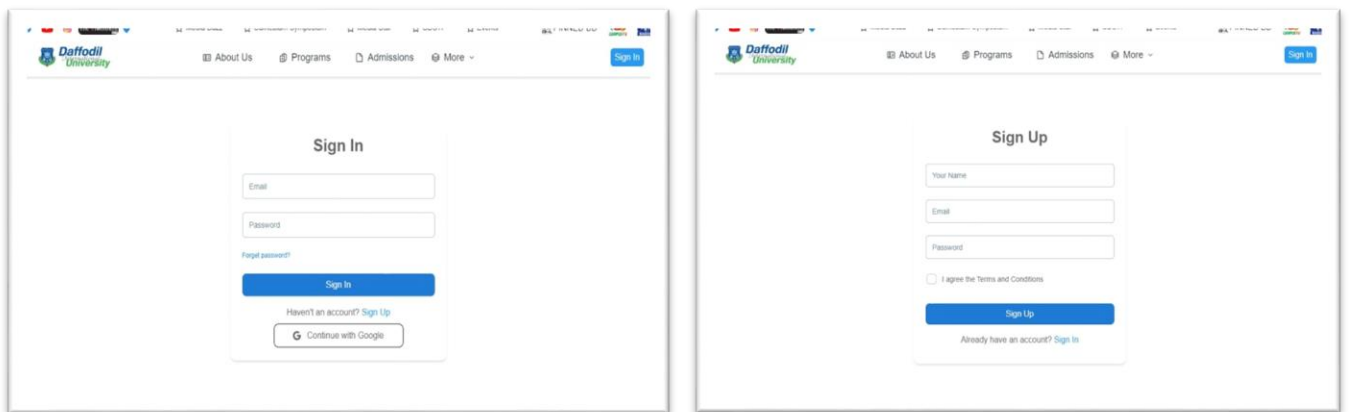 Daffodil
University
About Us
Programs
Admissions
More
Sign In
Sign In
Email
Password
Forget password?
Sign In
Haven't an account? Sign Up
G Continue with Google
Daffodil
University
About Us
Programs
Admissions
More
Sign In
Sign Up
Your Name
Email
Password
I agree the Terms and Conditions
Sign Up
Already have an account? Sign In